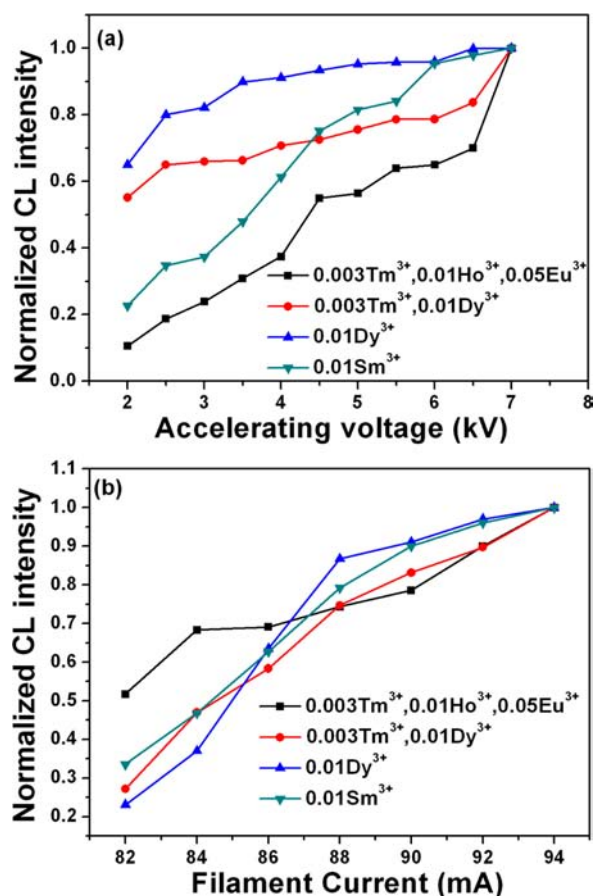 (a)
Normalized CL intensity
1.0
0.8
0.6
0.4
0.2
0.0
0.003Tm³⁺,0.01Ho³⁺,0.05Eu³⁺
0.003Tm³⁺,0.01Dy³⁺
0.01Dy³⁺
0.01Sm³⁺
2 3 4 5 6 7 8
Accelerating voltage (kV)
(b)
Normalized CL intensity
1.1
1.0
0.9
0.8
0.7
0.6
0.5
0.4
0.3
0.2
0.003Tm³⁺,0.01Ho³⁺,0.05Eu³⁺
0.003Tm³⁺,0.01Dy³⁺
0.01Dy³⁺
0.01Sm³⁺
82 84 86 88 90 92 94
Filament Current (mA)